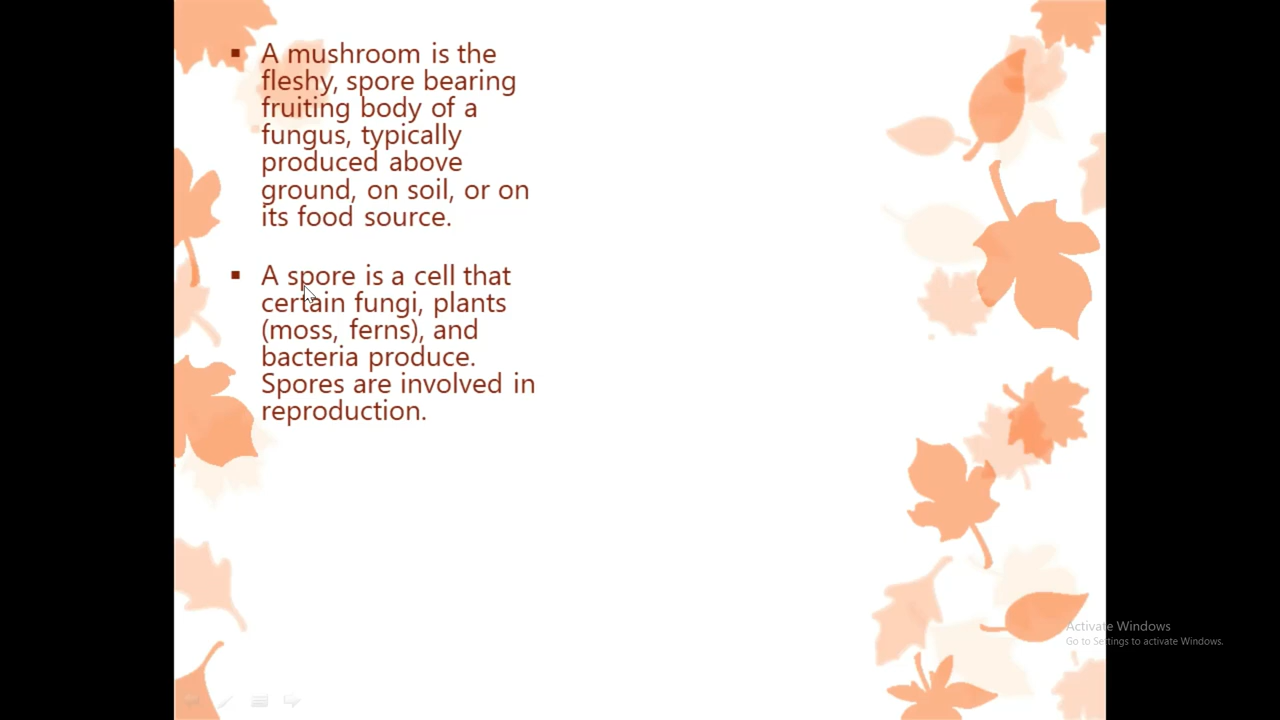 A mushroom is the
fleshy, spore bearing
fruiting body of a
fungus, typically
produced above
ground, on soil, or on
its food source.
A spore is a cell that
certain fungi, plants
(moss, ferns), and
bacteria produce.
Spores are involved in
reproduction.
Activate Windows
Go to Settings to activate Windows.